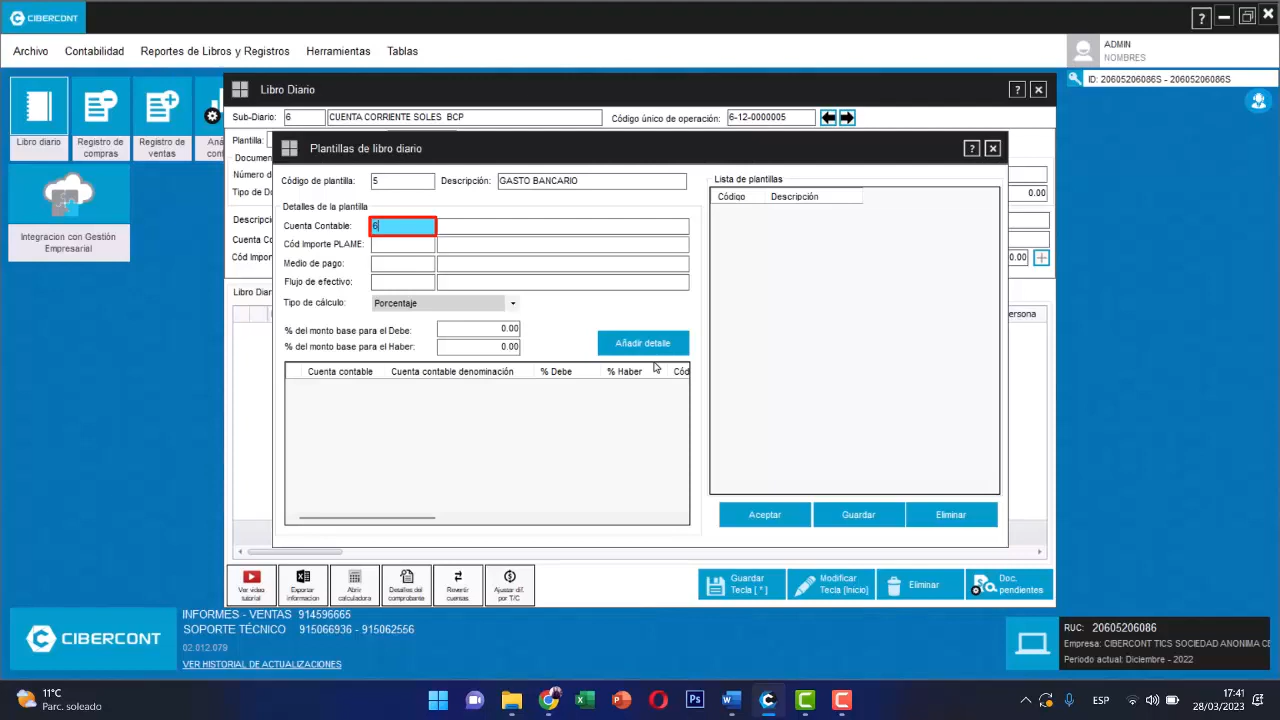 CIBERCONT
?
Archivo Contabilidad Reportes de Libros y Registros Herramientas Tablas
ADMIN
NOMBRES
ID: 20605206086S - 20605206086S
Libro diario
Registro de compras
Registro de ventas
Libro Diario
?
Sub-Diario: 6 CUENTA CORRIENTE SOLES BCP Código único de operación: 6-12-0000005
Plantilla:
Documen
Número d
Tipo de D 0.00
Descripci
Cuenta Co
Cód Impor 0.00
Libro Diar
ersona
Plantillas de libro diario
?
Código de plantilla: 5 Descripción: GASTO BANCARIO
Detalles de la plantilla
Cuenta Contable: 6
Cód Importe PLAME:
Medio de pago:
Flujo de efectivo:
Tipo de cálculo: Porcentaje
% del monto base para el Debe: 0.00
% del monto base para el Haber: 0.00
Añadir detalle
Cuenta contable Cuenta contable denominación % Debe % Haber Cód
Lista de plantillas
Código Descripción
Aceptar Guardar Eliminar
Integracion con Gestión
Empresarial
Ver video tutorial
Exportar información
Abrir calculadora
Detalles del comprobante
Revertir cuentas
Ajustar dif. por T/C
Guardar
Tecla [ * ]
Modificar
Tecla [Inicio]
Eliminar
Doc.
pendientes
CIBERCONT
INFORMES - VENTAS 914596665
SOPORTE TÉCNICO 915066936 - 915062556
02.012.079
VER HISTORIAL DE ACTUALIZACIONES
RUC: 20605206086
Empresa: CIBERCONT TICS SOCIEDAD ANONIMA CE
Periodo actual: Diciembre - 2022
11°C
Parc. soleado
ESP
17:41
28/03/2025